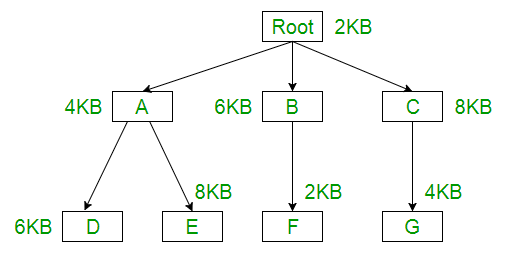 Root 2KB
4KB A 6KB B C 8KB
8KB 2KB 4KB
6KB D E F G